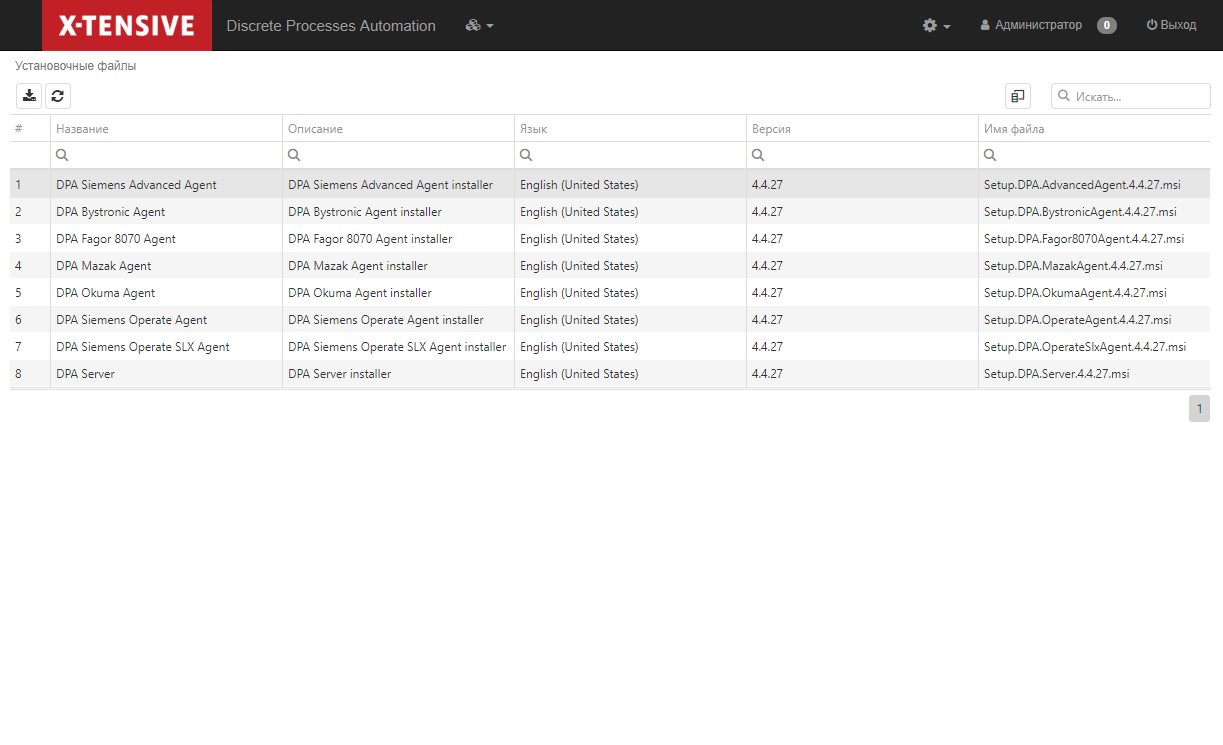 X-TENSIVE Discrete Processes Automation Администратор 0 Выход
Установочные файлы
Искать...
# Название Описание Язык Версия Имя файла
1 DPA Siemens Advanced Agent DPA Siemens Advanced Agent installer English (United States) 4.4.27 Setup.DPA.AdvancedAgent.4.4.27.msi
2 DPA Bystronic Agent DPA Bystronic Agent installer English (United States) 4.4.27 Setup.DPA.BystronicAgent.4.4.27.msi
3 DPA Fagor 8070 Agent DPA Fagor 8070 Agent installer English (United States) 4.4.27 Setup.DPA.Fagor8070Agent.4.4.27.msi
4 DPA Mazak Agent DPA Mazak Agent installer English (United States) 4.4.27 Setup.DPA.MazakAgent.4.4.27.msi
5 DPA Okuma Agent DPA Okuma Agent installer English (United States) 4.4.27 Setup.DPA.OkumaAgent.4.4.27.msi
6 DPA Siemens Operate Agent DPA Siemens Operate Agent installer English (United States) 4.4.27 Setup.DPA.OperateAgent.4.4.27.msi
7 DPA Siemens Operate SLX Agent DPA Siemens Operate SLX Agent installer English (United States) 4.4.27 Setup.DPA.OperateSlxAgent.4.4.27.msi
8 DPA Server DPA Server installer English (United States) 4.4.27 Setup.DPA.Server.4.4.27.msi
1